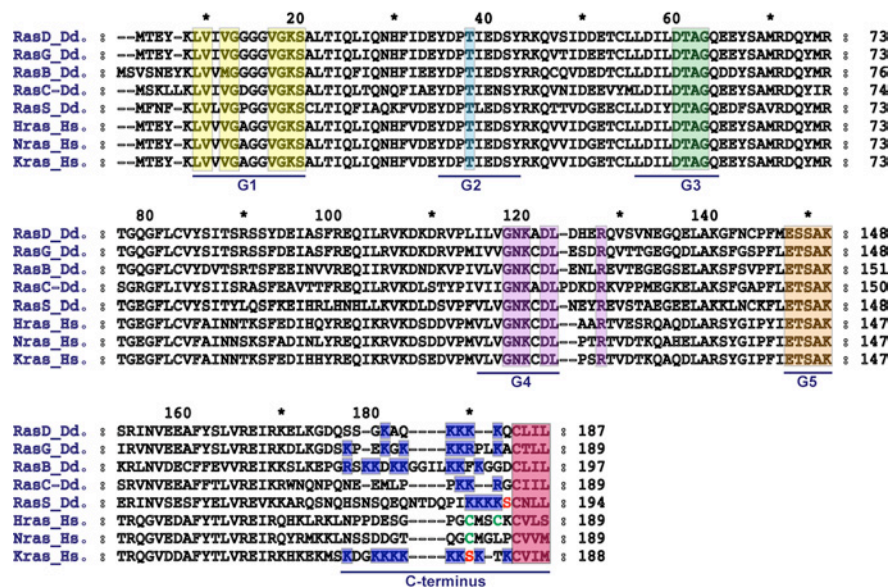 * 20 * 40 * 60 *
RasD_Dd. : --MTEY-KLVIVGGGGVGKSALTIQLIQNHFIDEYDPTIEDSYRKQVSIDDETCLLDILDTAGQEEYSAMRDQYMR : 73
RasG_Dd. : --MTEY-KLVIVGGGGVGKSALTIQLIQNHFIDEYDPTIEDSYRKQVTIDEETCLLDILDTAGQEEYSAMRDQYMR : 73
RasB_Dd. : MSVSNEYKLVVMGGGGVGKSALTIQFIQNHFIEEYDPTIEDSYRRQCQVDEDTCLLDILDTAGQDDYSAMRDQYMR : 76
RasC-Dd. : --MSKLLKLVIVGDGGVGKSALTIQLTQNQFIAEYDPTIENSYRKQVNIDEEVYMLDILDTAGQEEYSAMRDQYIR : 74
RasS_Dd. : --MFNF-KLVLVGPGGVGKSCLTIQFIAQKFVDEYDPTLEDSYRKQTTVDGEECLLDIYDTAGQEDFSAVRDQYMR : 73
Hras_Hs. : --MTEY-KLVVVGAGGVGKSALTIQLIQNHFVDEYDPTIEDSYRKQVVIDGETCLLDILDTAGQEEYSAMRDQYMR : 73
Nras_Hs. : --MTEY-KLVVVGAGGVGKSALTIQLIQNHFVDEYDPTIEDSYRKQVVIDGETCLLDILDTAGQEEYSAMRDQYMR : 73
Kras_Hs. : --MTEY-KLVVVGAGGVGKSALTIQLIQNHFVDEYDPTIEDSYRKQVVIDGETCLLDILDTAGQEEYSAMRDQYMR : 73
G1 G2 G3
80 * 100 * 120 * 140 *
RasD_Dd. : TGQGFLCVYSITSRSSYDEIASFREQILRVKDKDRVPLILVGNKADL-DHERQVSVNEGQELAKGFNCPFMESSAK : 148
RasG_Dd. : TGQGFLCVYSITSRSSFDEIASFREQILRVKDKDRVPMIVVGNKCDL-ESDRQVTTGEGQDLAKSFGSPFLETSAK : 148
RasB_Dd. : TGQGFLCVYDVTSRTSFEEINVVREQIIRVKDNDKVPIVLVGNKCDL-ENLREVTEGEGSELAKSFSVPFLETSAK : 151
RasC-Dd. : SGRGFLIVYSIISRASFEAVTTFREQILRVKDLSTYPIVIIGNKADLPDKDRKVPPMEGKELAKSFGAPFLETSAK : 150
RasS_Dd. : TGEGFLCVYSITYLQSFKEIHRLHNHLLKVKDLDSVPFVLVGNKCDL-NEYREVSTAEGEELAKKLNCKFLETSAK : 148
Hras_Hs. : TGEGFLCVFAINNTKSFEDIHQYREQIKRVKDSDDVPMVLVGNKCDL-AARTVESRQAQDLARSYGIPYIETSAK : 147
Nras_Hs. : TGEGFLCVFAINNSKSFADINLYREQIKRVKDSDDVPMVLVGNKCDL-PTRTVDTKQAHELAKSYGIPFIETSAK : 147
Kras_Hs. : TGEGFLCVFAINNTKSFEDIHHYREQIKRVKDSEDVPMVLVGNKCDL-PSRTVDTKQAQDLARSYGIPFIETSAK : 147
G4 G5
160 * 180 *
RasD_Dd. : SRINVEEAFYSLVREIRKELKGDQSS-GKAQ----KKK-KQCLIL : 187
RasG_Dd. : IRVNVEEAFYSLVREIRKDLKGDSKP-EKGK----KKRPLKACTLL : 189
RasB_Dd. : KRLNVDECFFEVVREIKKSLKEPGRSKKDKKGGILKKFKGGDCLIL : 197
RasC-Dd. : SRVNVEEAFFTLVREIKRWNQNPQNE-EMLP----PKK--RGCIIL : 189
RasS_Dd. : ERINVSESFYELVREVKKARQSNQHSNSQEQNTDQPIKKKKSCNLL : 194
Hras_Hs. : TRQGVEDAFYTLVREIRQHKLRKLNPPDESG----PGCMSCKCVLS : 189
Nras_Hs. : TRQGVEDAFYTLVREIRQYRMKKLNSSDDGT----QGCMGLPCVVM : 189
Kras_Hs. : TRQGVDDAFYTLVREIRKHKEKMSKDGKKKK----KKSKTKCVIM : 188
C-terminus